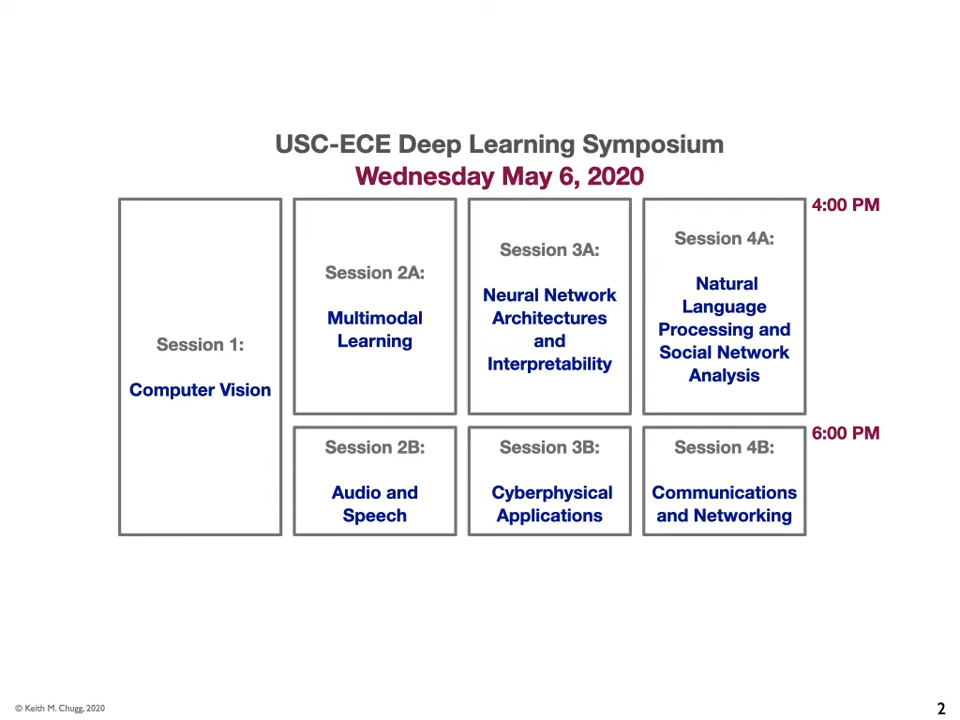 USC-ECE Deep Learning Symposium
Wednesday May 6, 2020
4:00 PM
Session 1:
Computer Vision
Session 2A:
Multimodal
Learning
Session 3A:
Neural Network
Architectures
and
Interpretability
Session 4A:
Natural
Language
Processing and
Social Network
Analysis
6:00 PM
Session 2B:
Audio and
Speech
Session 3B:
Cyberphysical
Applications
Session 4B:
Communications
and Networking
© Keith M. Chugg, 2020
2